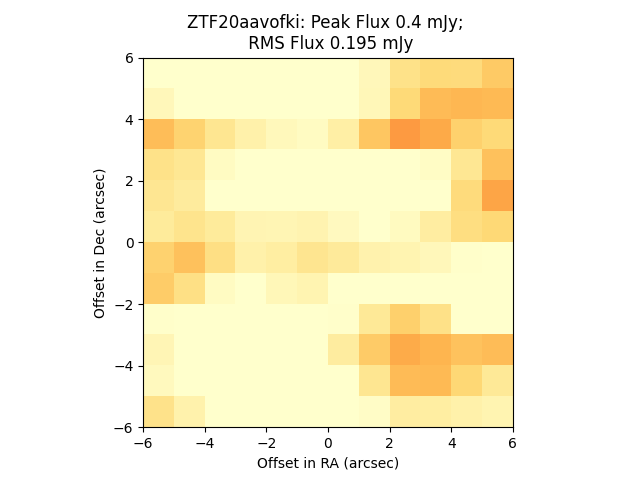 ZTF20aavofki: Peak Flux 0.4 mJy;
RMS Flux 0.195 mJy
6
4
2
0
−2
−4
−6
Offset in Dec (arcsec)
−6 −4 −2 0 2 4 6
Offset in RA (arcsec)